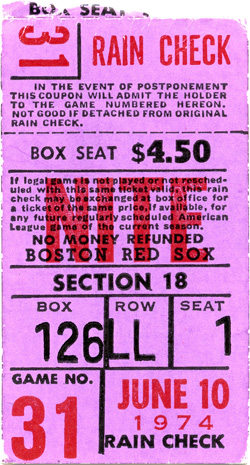 BOX SEAT
31
RAIN CHECK
IN THE EVENT OF POSTPONEMENT
THIS COUPON WILL ADMIT THE HOLDER
TO THE GAME NUMBERED HEREON.
NOT GOOD IF DETACHED FROM ORIGINAL
RAIN CHECK.
BOX SEAT $4.50
NITE
If legal game is not played or not resched-
uled with this same ticket valid, this rain
check may be exchanged at box office for
a ticket of the same price, if available, for
any future regularly scheduled American
League game of the current season.
NO MONEY REFUNDED
BOSTON RED SOX
SECTION 18
BOX ROW SEAT
126 LL 1
GAME NO.
31
JUNE 10
1974
RAIN CHECK